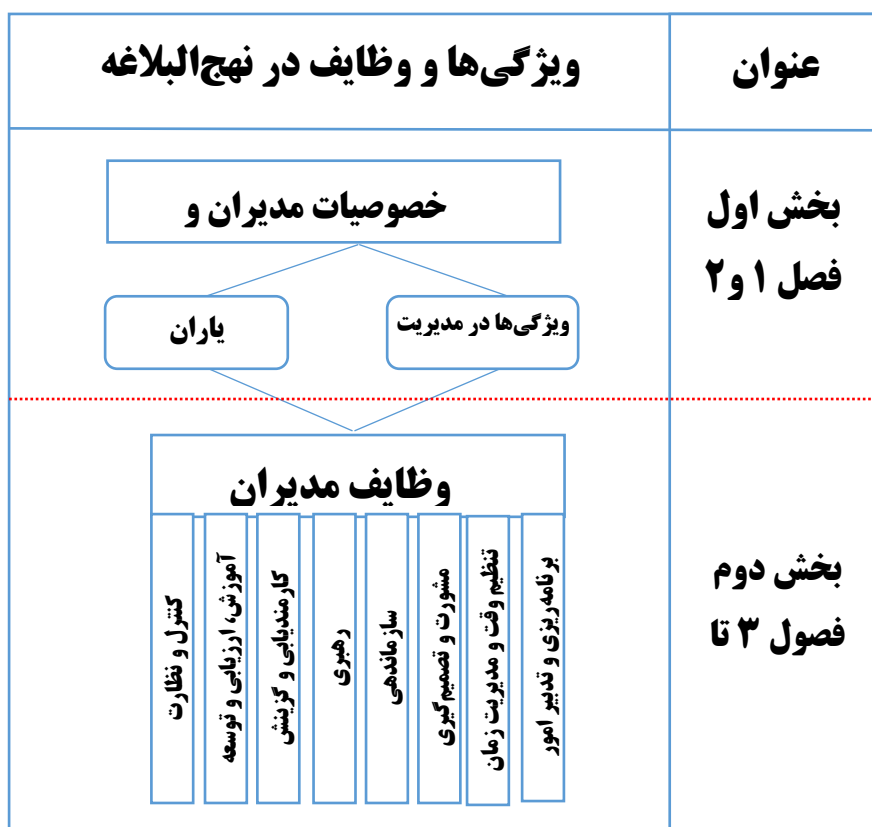 عنوان
ویژگی‌ها و وظایف در نهج‌البلاغه
بخش اول
فصل ۱ و ۲
خصوصیات مدیران و
ویژگی‌ها در مدیریت
یاران
بخش دوم
فصول ۳ تا
وظایف مدیران
برنامه‌ریزی و تدبیر امور
تنظیم وقت و مدیریت زمان
مشورت و تصمیم‌گیری
سازماندهی
رهبری
کارمندیابی و گزینش
آموزش، ارزیابی و توسعه
کنترل و نظارت